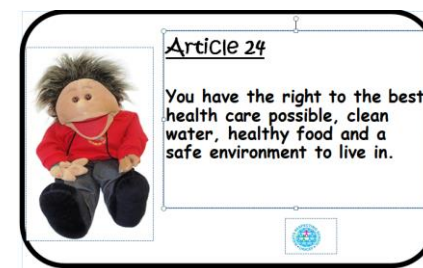 Article 24
You have the right to the best
health care possible, clean
water, healthy food and a
safe environment to live in.